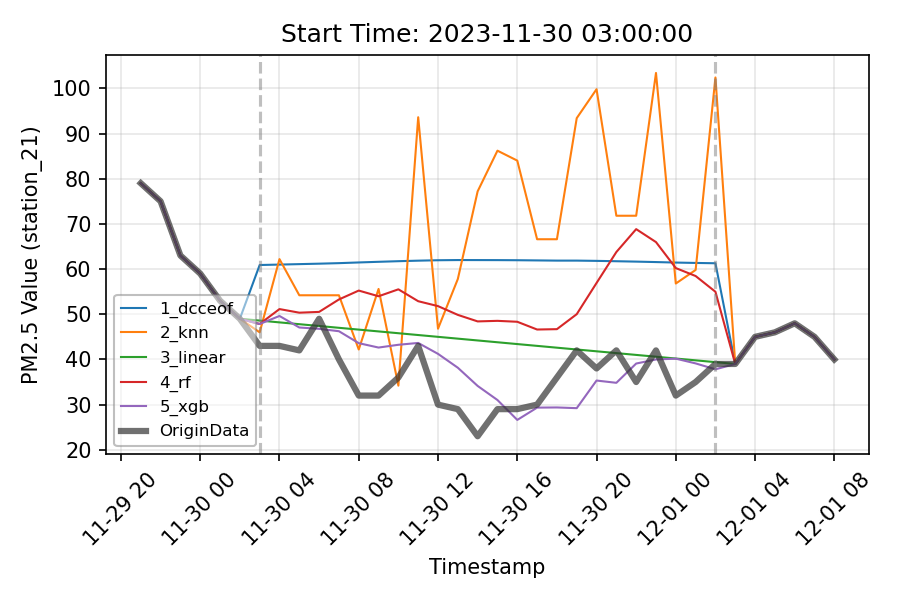 Start Time: 2023-11-30 03:00:00
PM2.5 Value (station_21)
100
90
80
70
60
50
40
30
20
1_dcceof
2_knn
3_linear
4_rf
5_xgb
OriginData
11-29 20
11-30 00
11-30 04
11-30 08
11-30 12
11-30 16
11-30 20
12-01 00
12-01 04
12-01 08
Timestamp